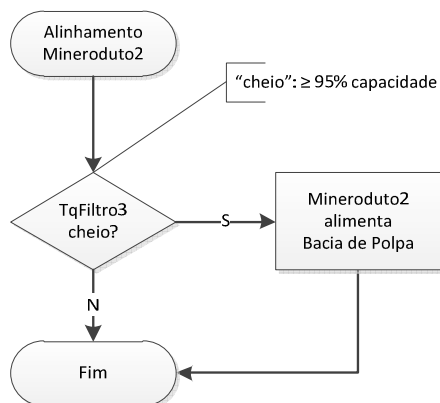 Alinhamento
Mineroduto2
“cheio”: ≥ 95% capacidade
TqFiltro3
cheio?
S
Mineroduto2
alimenta
Bacia de Polpa
N
Fim